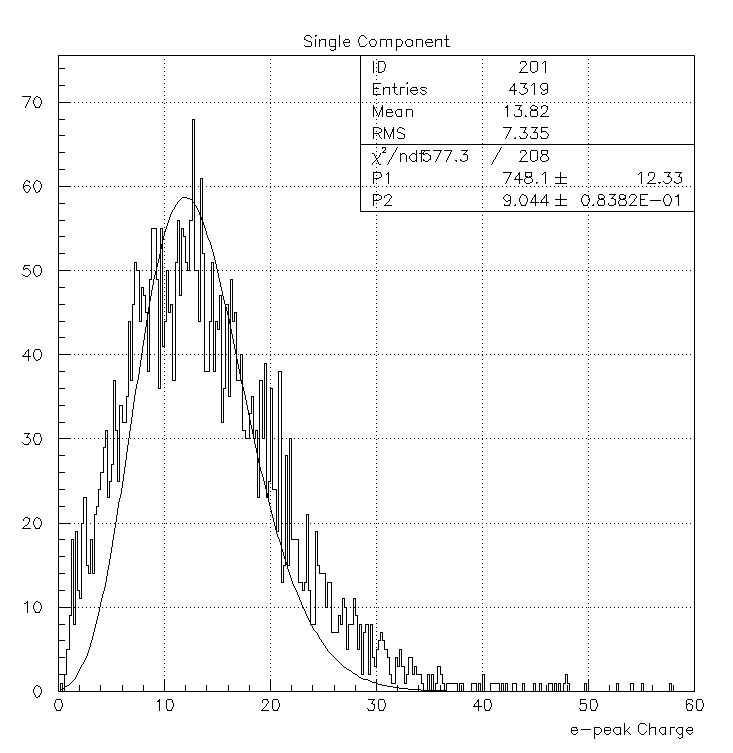 Single Component
ID 201
Entries 4319
Mean 13.82
RMS 7.335
χ²/ndf 577.3 / 208
P1 748.1 ± 12.33
P2 9.044 ± 0.8382E-01
70
60
50
40
30
20
10
0
0 10 20 30 40 50 60
e-peak Charge